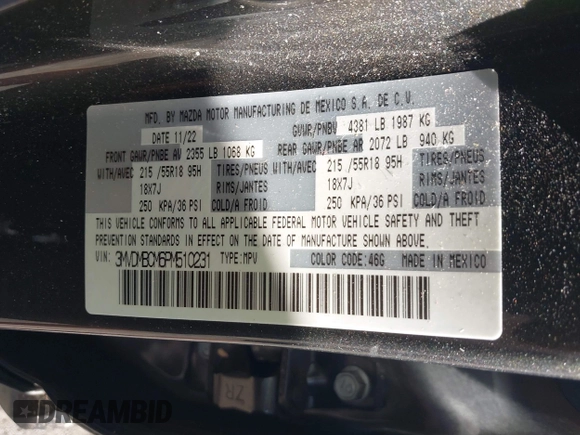 MFD. BY MAZDA MOTOR MANUFACTURING DE MEXICO S.A. DE C.V.
DATE 11/22 GVWR/PNBV 4381 LB 1987 KG
FRONT GAWR/PNBE AV 2355 LB 1068 KG REAR GAWR/PNBE AR 2072 LB 940 KG
WITH/AVEC 215 /55R18 95H TIRES/PNEUS WITH/AVEC 215 /55R18 95H TIRES/PNEUS
18X7J RIMS/JANTES 18X7J RIMS/JANTES
250 KPA/36 PSI COLD/A FROID 250 KPA/36 PSI COLD/A FROID
THIS VEHICLE CONFORMS TO ALL APPLICABLE FEDERAL MOTOR VEHICLE SAFETY AND THEFT
PREVENTION STANDARDS IN EFFECT ON THE DATE OF MANUFACTURE SHOWN ABOVE.
VIN: 3MVDMBCM5PM510231 TYPE:MPV COLOR CODE:46G MADE IN MEXICO
ZR
DREAMBID